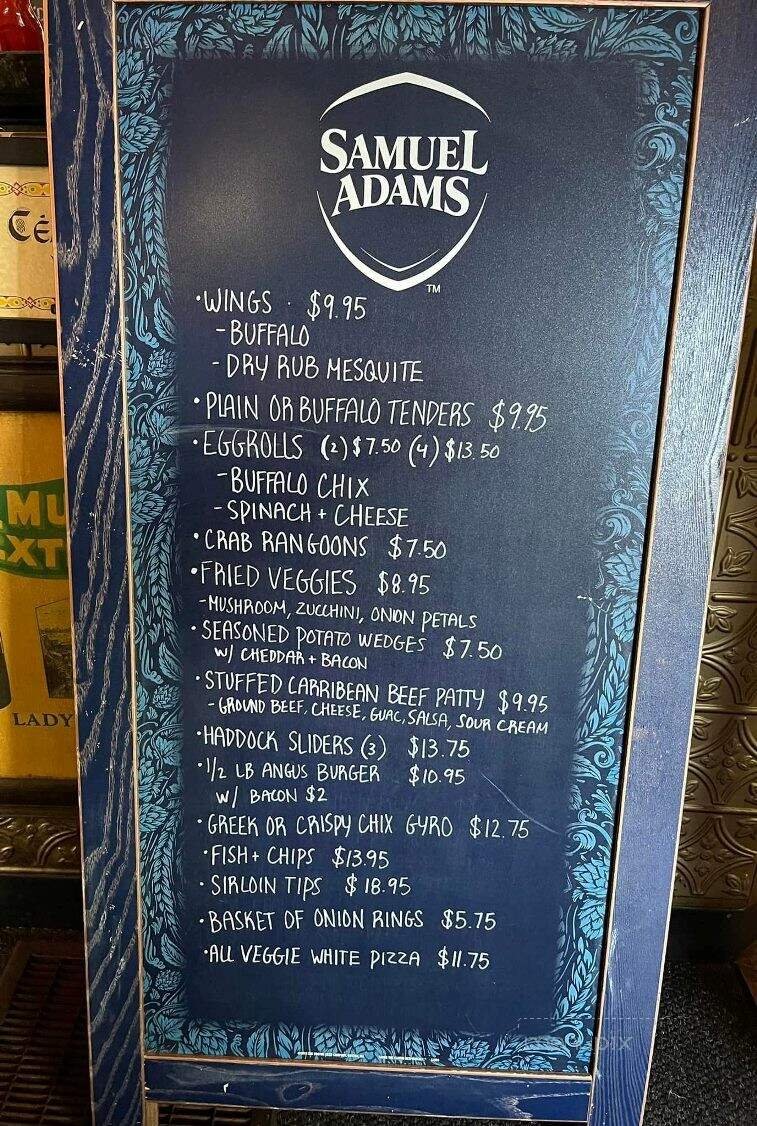 SAMUEL
ADAMS
TM
•WINGS · $9.95
-BUFFALO
-DRY RUB MESQUITE
•PLAIN OR BUFFALO TENDERS $9.95
•EGGROLLS (2) $7.50 (4) $13.50
-BUFFALO CHIX
-SPINACH + CHEESE
•CRAB RANGOONS $7.50
•FRIED VEGGIES $8.95
-MUSHROOM, ZUCCHINI, ONION PETALS
•SEASONED POTATO WEDGES $7.50
W/ CHEDDAR + BACON
•STUFFED CARRIBEAN BEEF PATTY $9.95
-GROUND BEEF, CHEESE, GUAC, SALSA, SOUR CREAM
•HADDOCK SLIDERS (3) $13.75
•1/2 LB ANGUS BURGER $10.95
W/ BACON $2
•GREEK OR CRISPY CHIX GYRO $12.75
•FISH + CHIPS $13.95
•SIRLOIN TIPS $18.95
•BASKET OF ONION RINGS $5.75
•ALL VEGGIE WHITE PIZZA $11.75
LADY